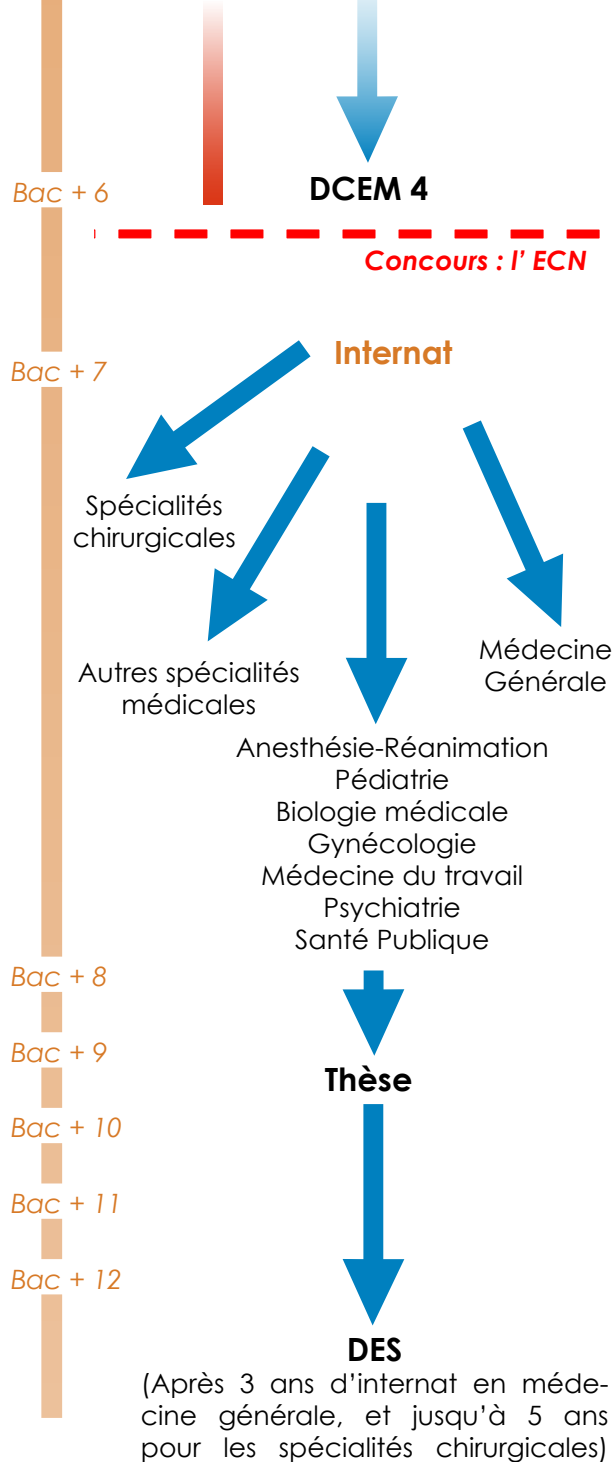 Bac + 6
DCEM 4
Concours : l' ECN
Internat
Bac + 7
Spécialités
chirurgicales
Médecine
Générale
Autres spécialités
médicales
Anesthésie-Réanimation
Pédiatrie
Biologie médicale
Gynécologie
Médecine du travail
Psychiatrie
Santé Publique
Bac + 8
Bac + 9
Thèse
Bac + 10
Bac + 11
Bac + 12
DES
(Après 3 ans d'internat en méde-
cine générale, et jusqu'à 5 ans
pour les spécialités chirurgicales)